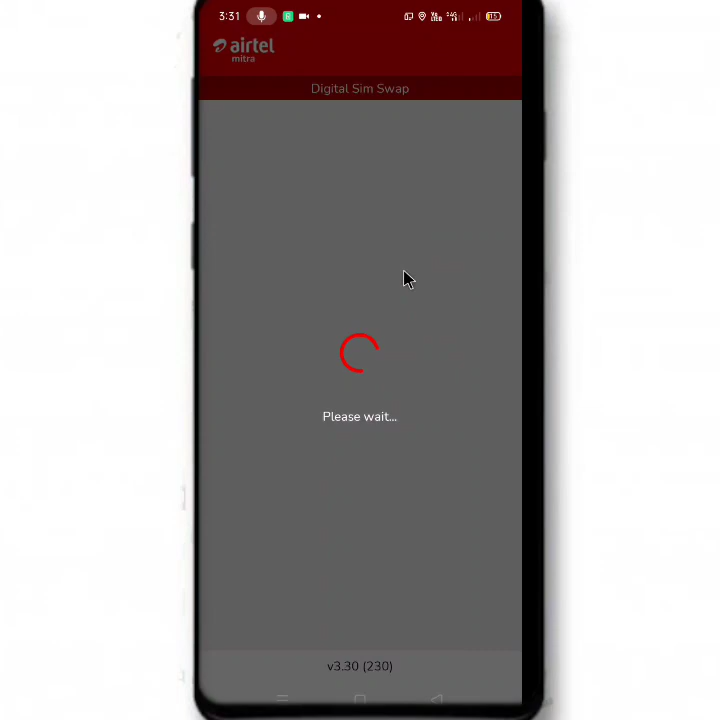 3:31
airtel
mitra
Digital Sim Swap
Please wait...
v3.30 (230)